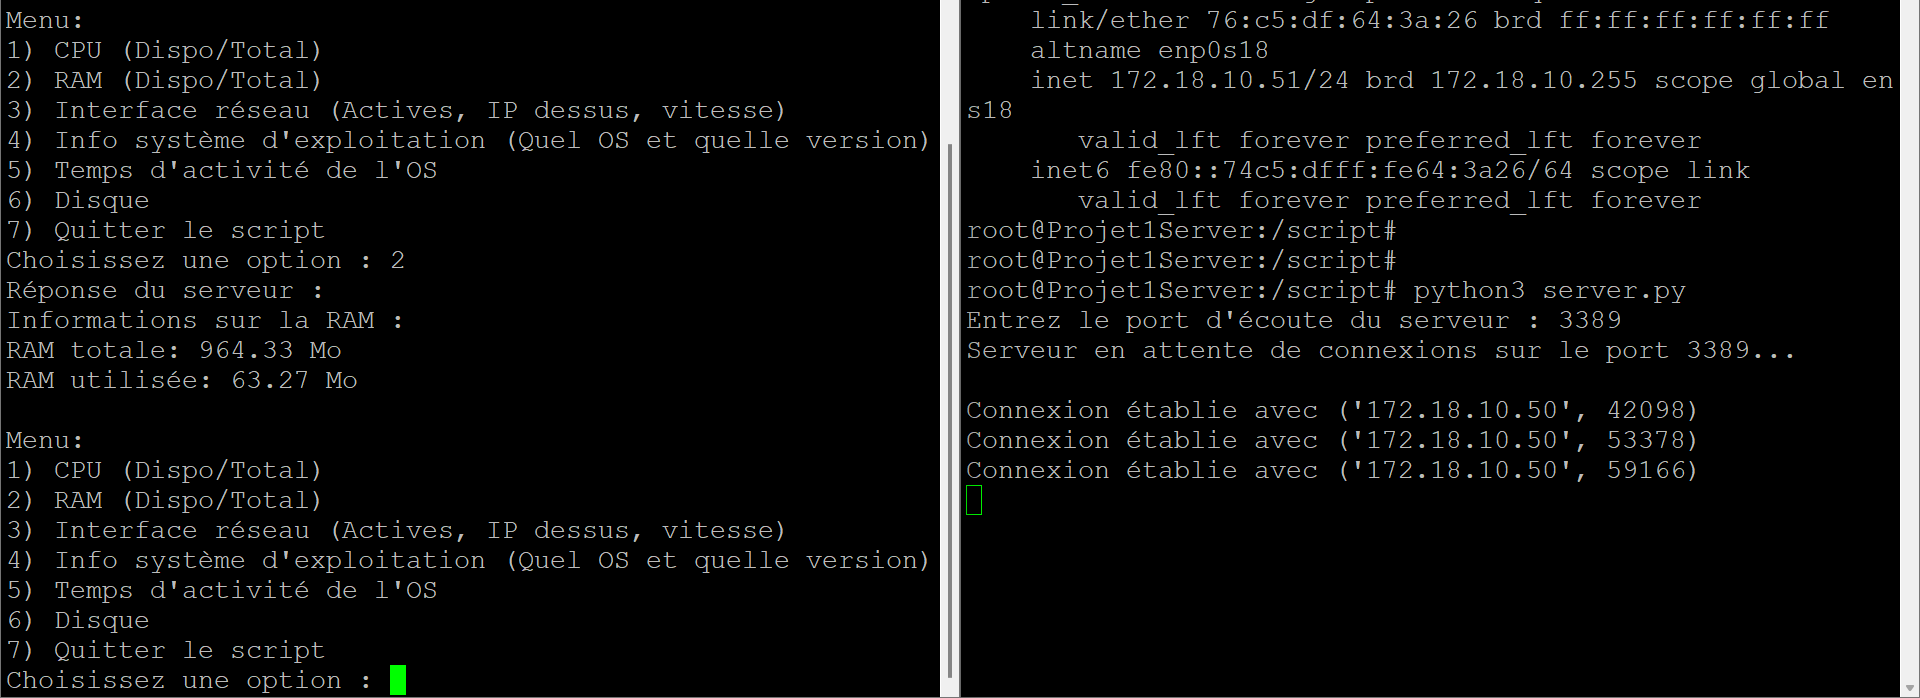 Menu:
1) CPU (Dispo/Total)
2) RAM (Dispo/Total)
3) Interface réseau (Actives, IP dessus, vitesse)
4) Info système d'exploitation (Quel OS et quelle version)
5) Temps d'activité de l'OS
6) Disque
7) Quitter le script
Choisissez une option : 2
Réponse du serveur :
Informations sur la RAM :
RAM totale: 964.33 Mo
RAM utilisée: 63.27 Mo

Menu:
1) CPU (Dispo/Total)
2) RAM (Dispo/Total)
3) Interface réseau (Actives, IP dessus, vitesse)
4) Info système d'exploitation (Quel OS et quelle version)
5) Temps d'activité de l'OS
6) Disque
7) Quitter le script
Choisissez une option :
link/ether 76:c5:df:64:3a:26 brd ff:ff:ff:ff:ff:ff
altname enp0s18
inet 172.18.10.51/24 brd 172.18.10.255 scope global en
s18
valid_lft forever preferred_lft forever
inet6 fe80::74c5:dfff:fe64:3a26/64 scope link
valid_lft forever preferred_lft forever
root@Projet1Server:/script#
root@Projet1Server:/script#
root@Projet1Server:/script# python3 server.py
Entrez le port d'écoute du serveur : 3389
Serveur en attente de connexions sur le port 3389...

Connexion établie avec ('172.18.10.50', 42098)
Connexion établie avec ('172.18.10.50', 53378)
Connexion établie avec ('172.18.10.50', 59166)